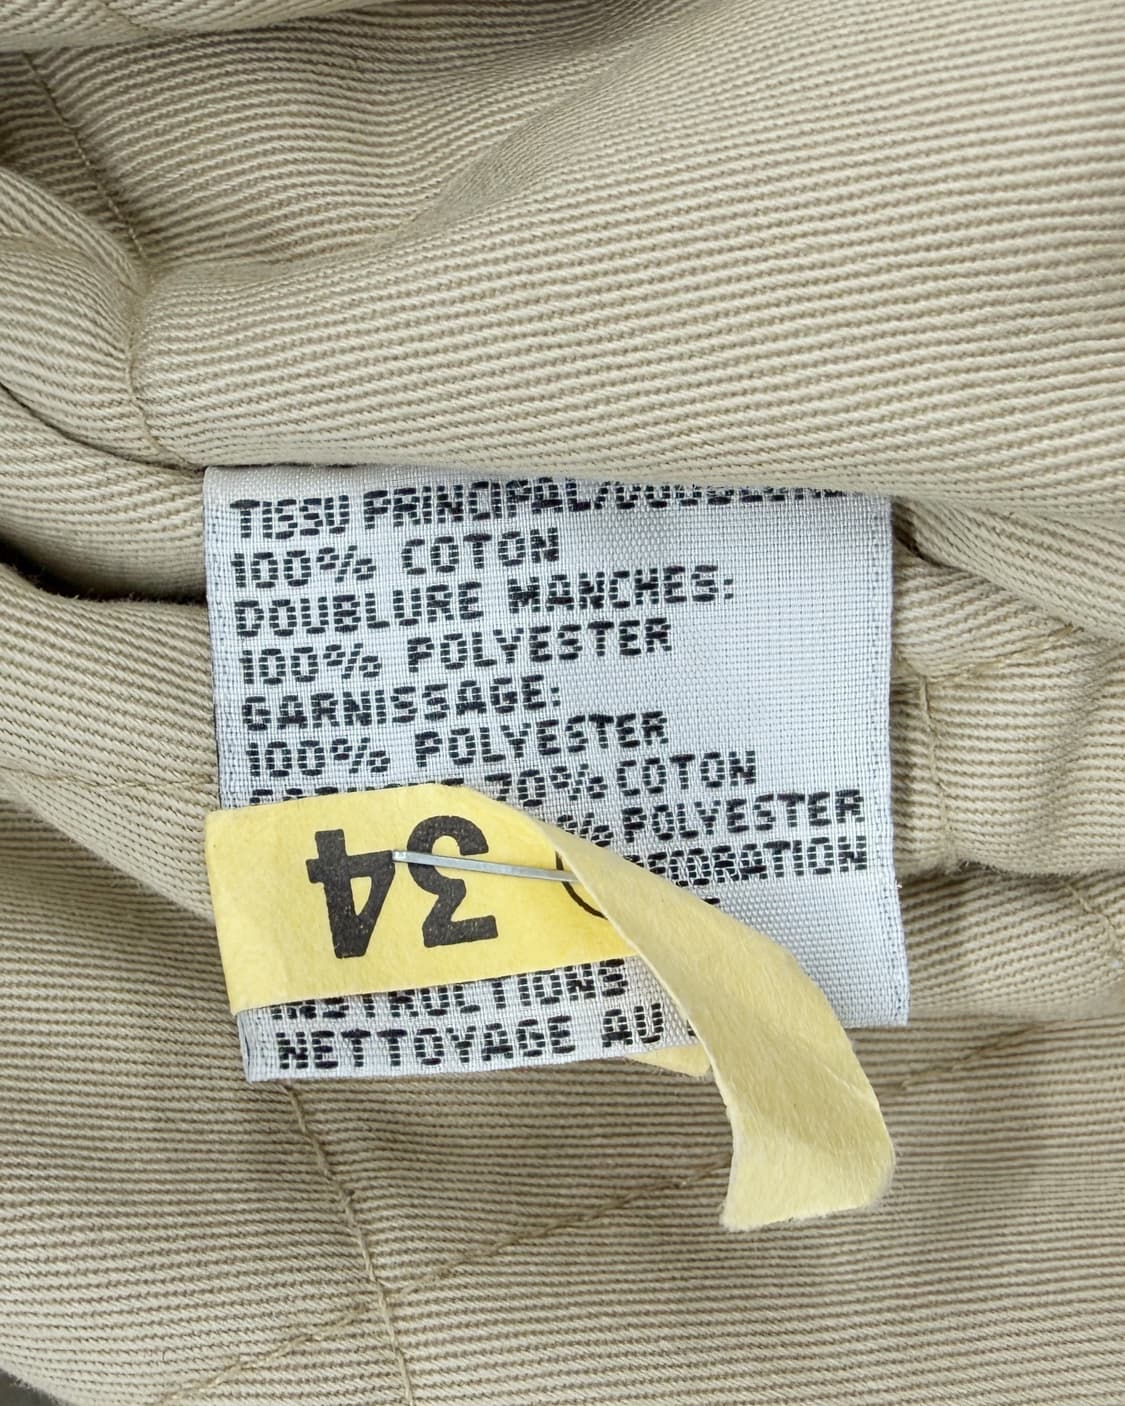 TISSU PRINCIPAL/DOUBLURE
100% COTON
DOUBLURE MANCHES:
100% POLYESTER
GARNISSAGE:
100% POLYESTER
70% COTON
% POLYESTER
DECORATION
34
INSTRUCTIONS
NETTOYAGE AU